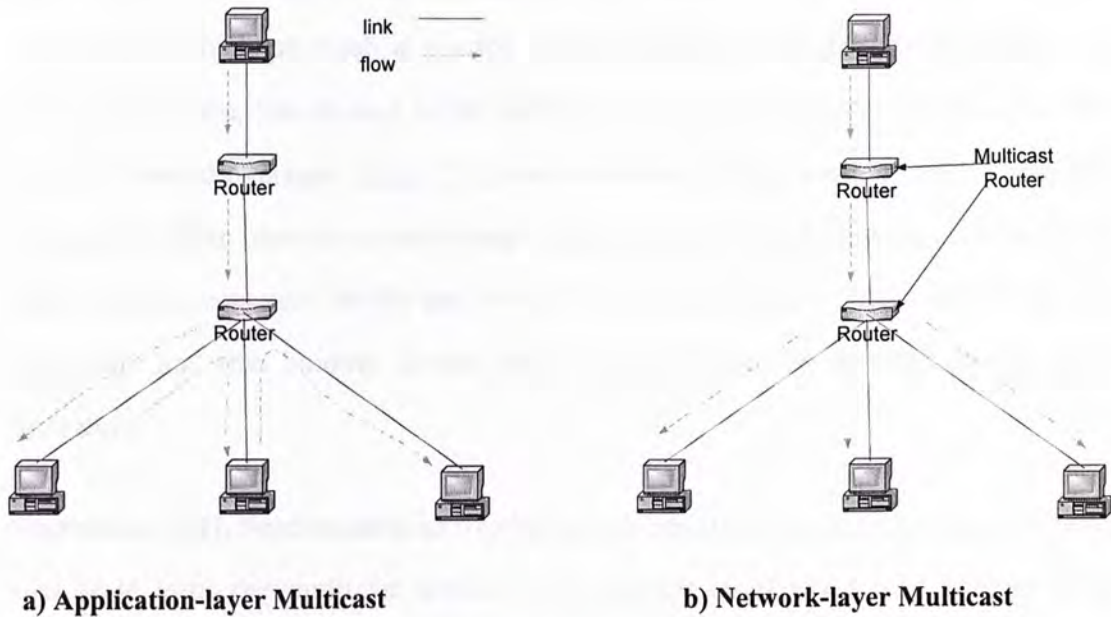 link
flow
Router
Router
a) Application-layer Multicast
Router
Multicast
Router
Router
b) Network-layer Multicast